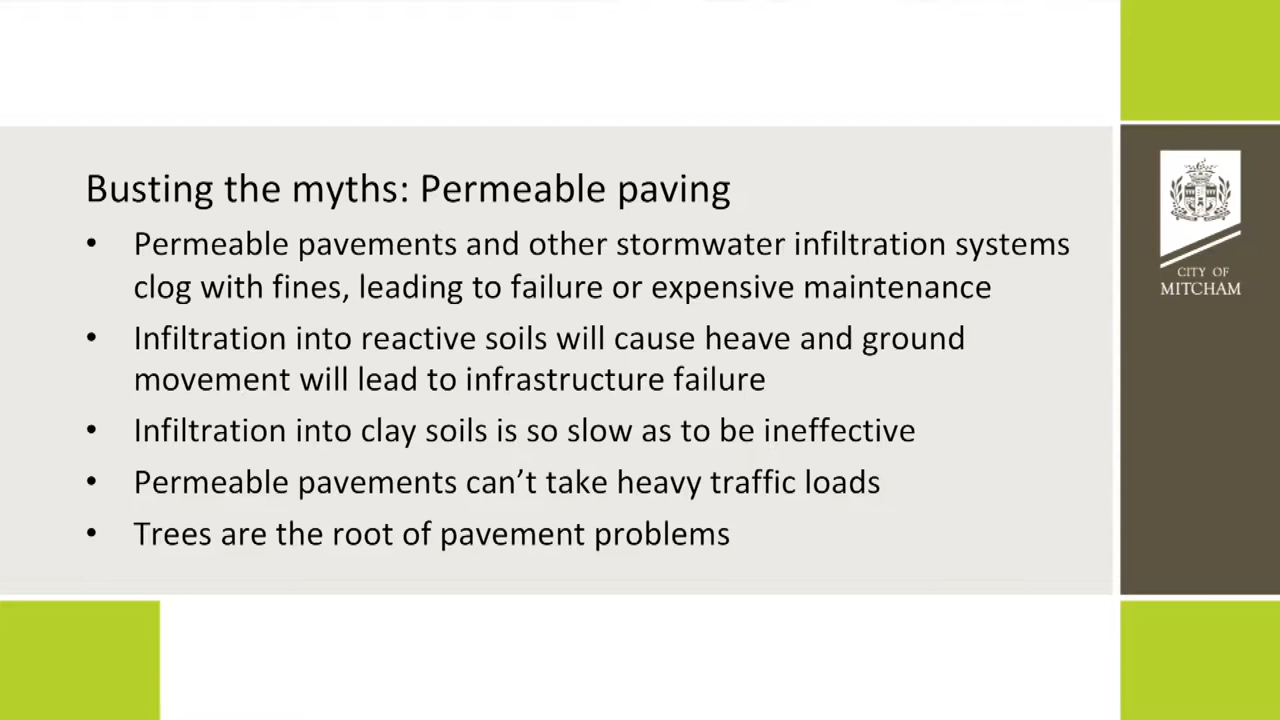 Busting the myths: Permeable paving
• Permeable pavements and other stormwater infiltration systems
clog with fines, leading to failure or expensive maintenance
• Infiltration into reactive soils will cause heave and ground
movement will lead to infrastructure failure
• Infiltration into clay soils is so slow as to be ineffective
• Permeable pavements can’t take heavy traffic loads
• Trees are the root of pavement problems
CITY OF
MITCHAM